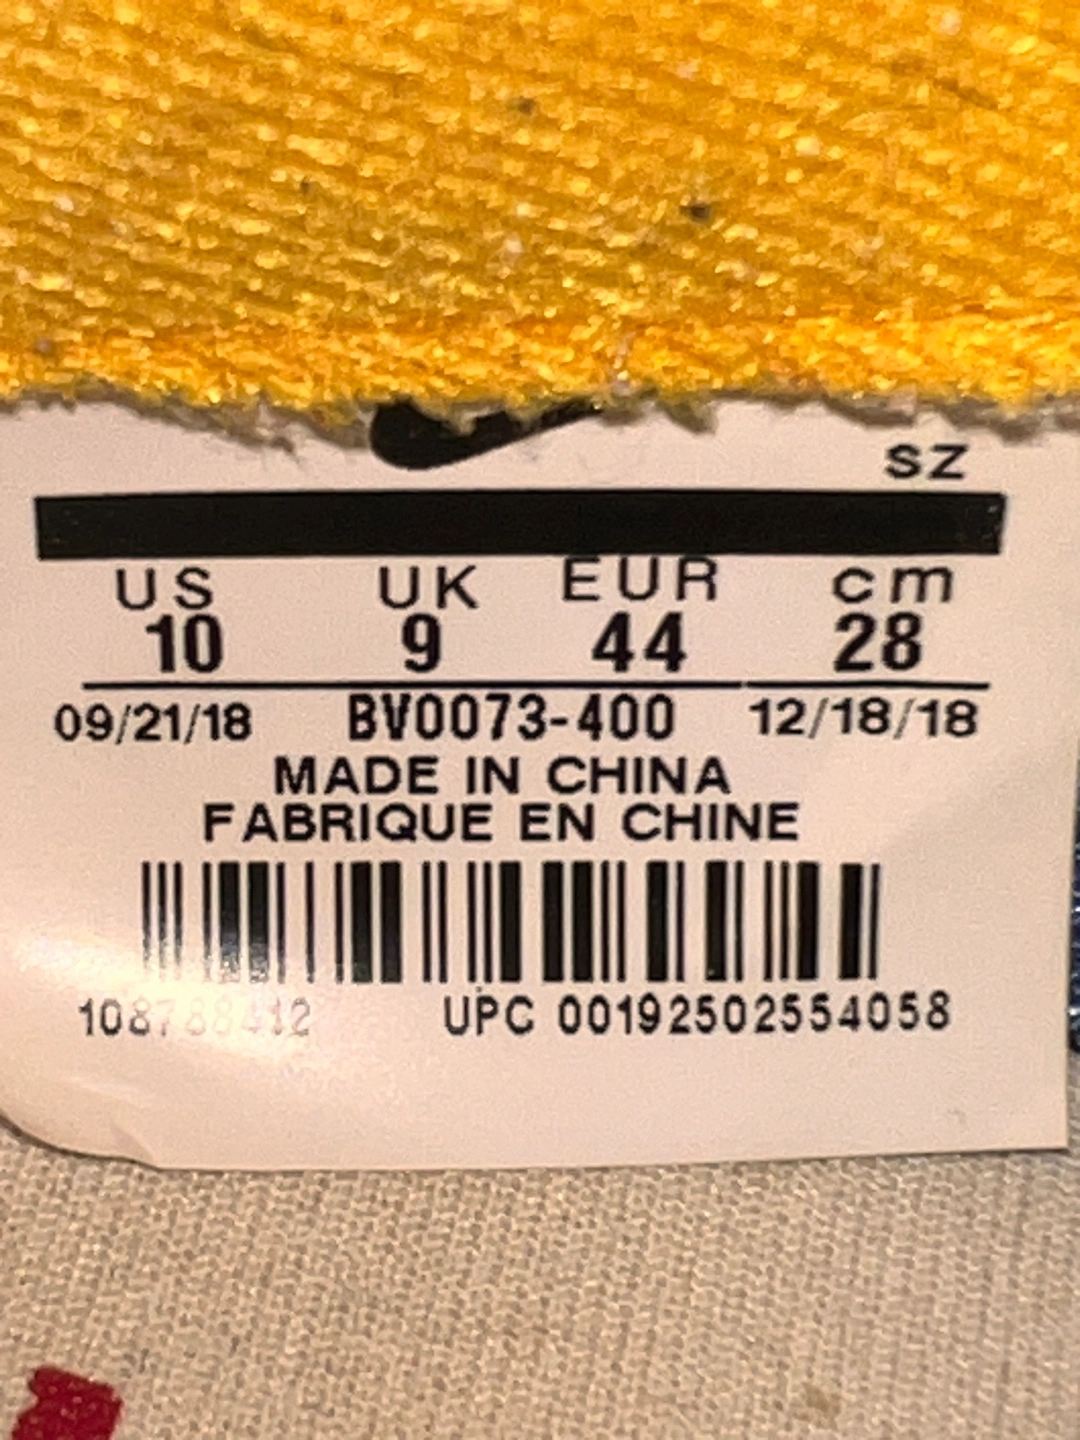 SZ
US UK EUR cm
10 9 44 28
09/21/18 BV0073-400 12/18/18
MADE IN CHINA
FABRIQUE EN CHINE
UPC 00192502554058